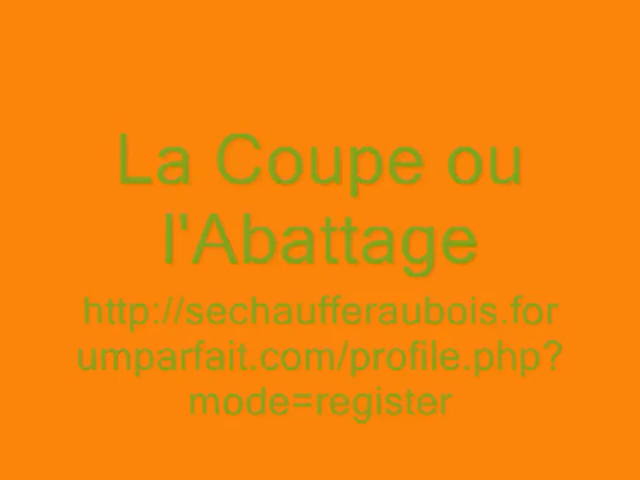 La Coupe ou
l'Abattage
http://sechaufferaubois.for
umparfait.com/profile.php?
mode=register